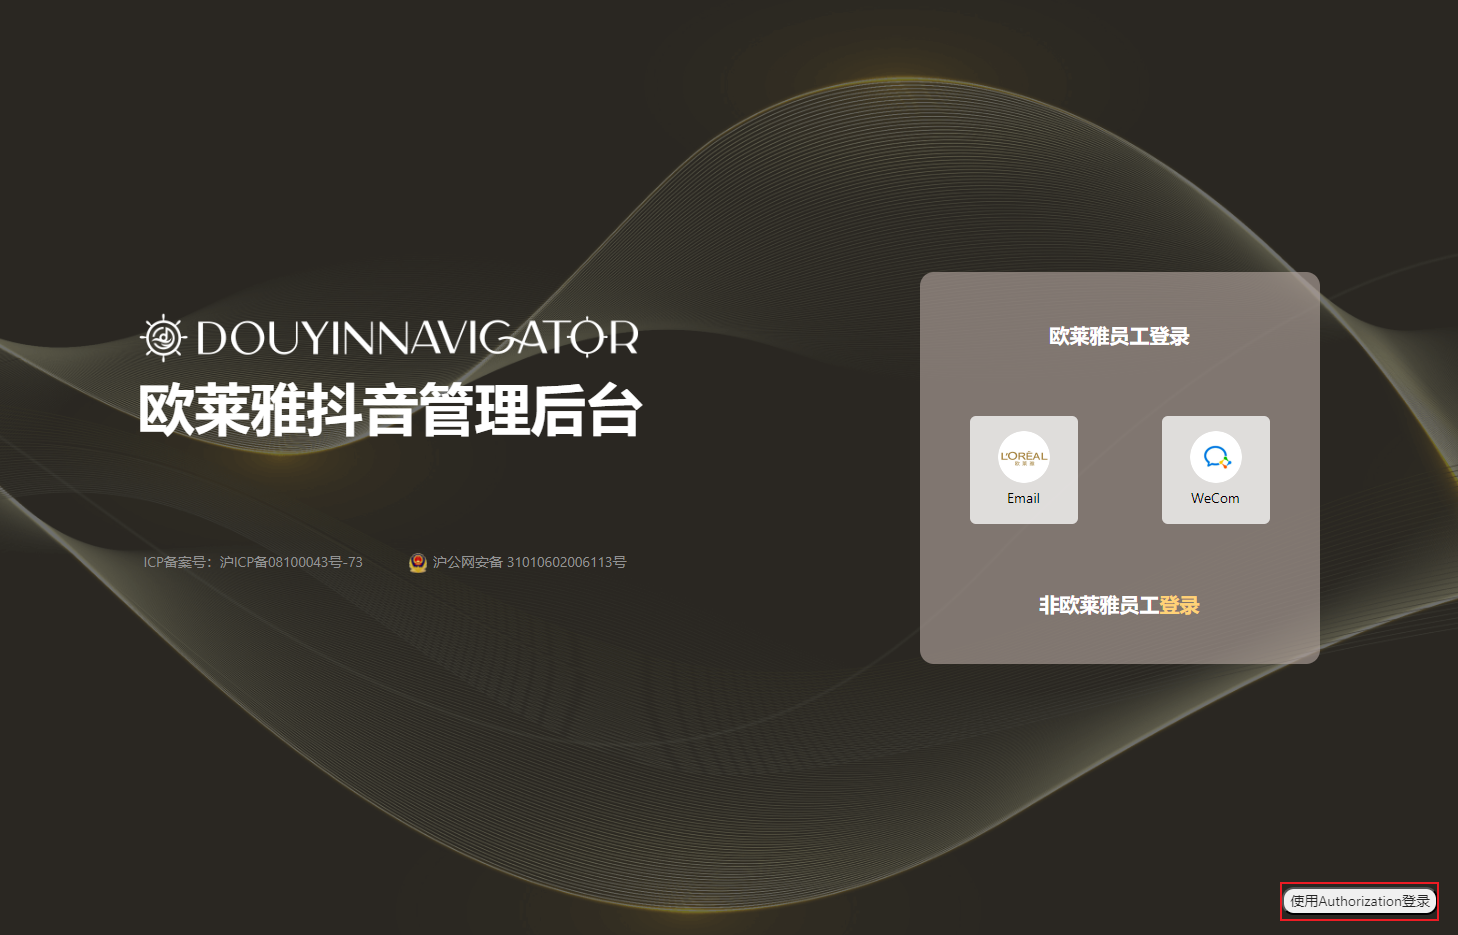 DOUYINNAVIGATOR
欧莱雅抖音管理后台
ICP备案号：沪ICP备08100043号-73
沪公网安备 31010602006113号
欧莱雅员工登录
L'ORÉAL
欧莱雅
Email
WeCom
非欧莱雅员工登录
使用Authorization登录